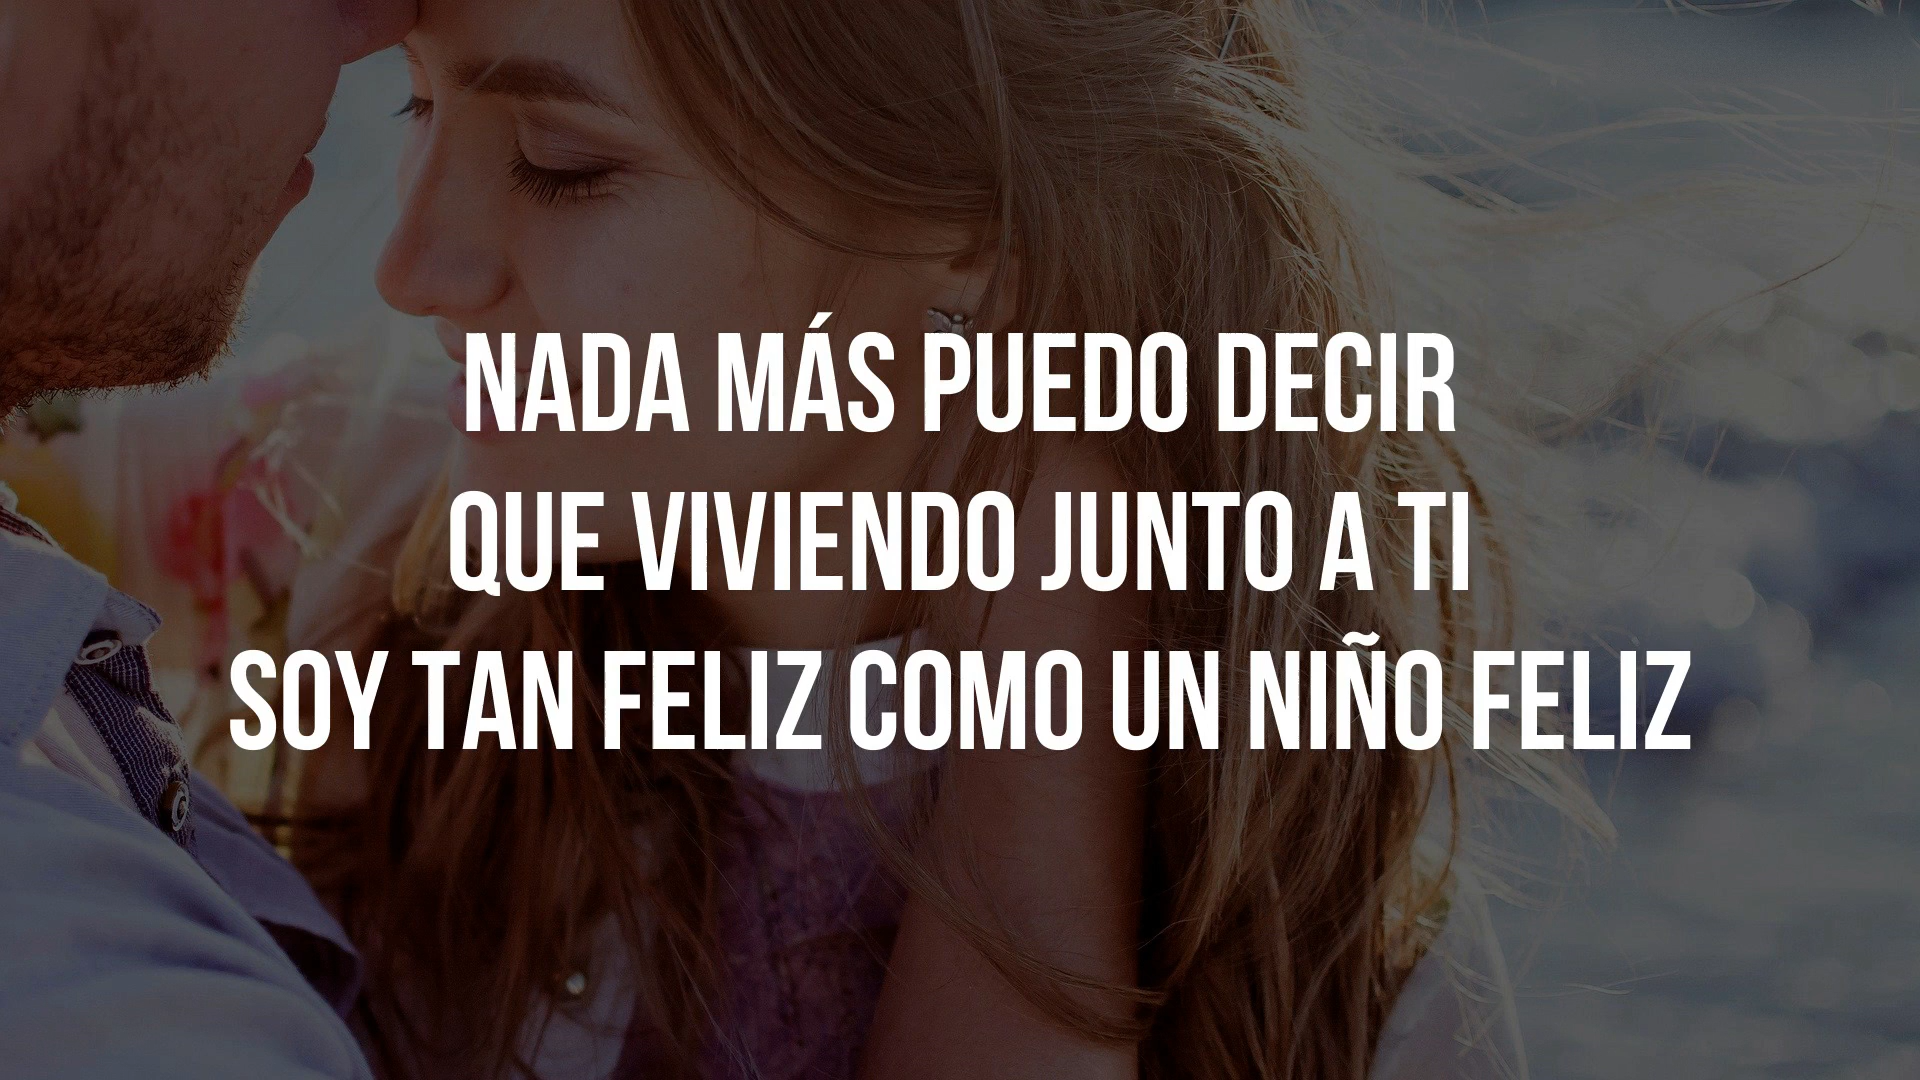 NADA MÁS PUEDO DECIR
QUE VIVIENDO JUNTO A TI
SOY TAN FELIZ COMO UN NIÑO FELIZ